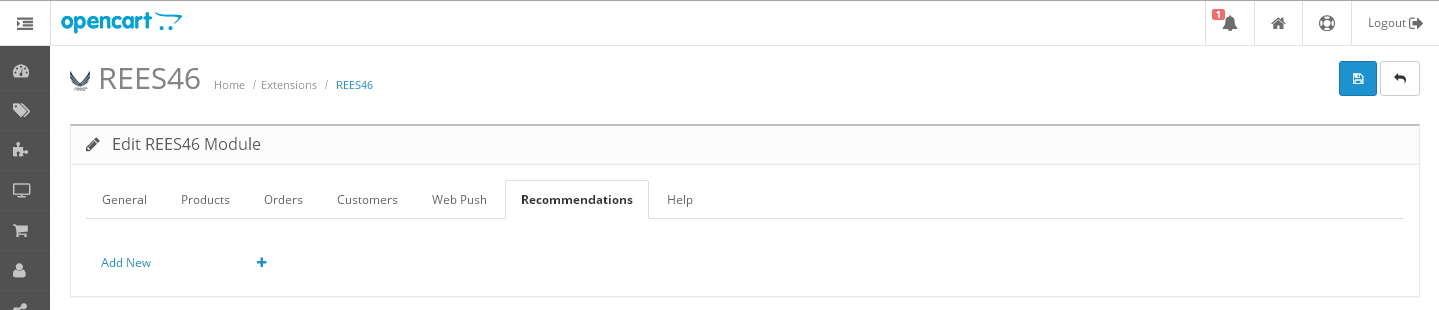 opencart
1
Logout
REES46 Home / Extensions / REES46
Edit REES46 Module
General Products Orders Customers Web Push Recommendations Help
Add New